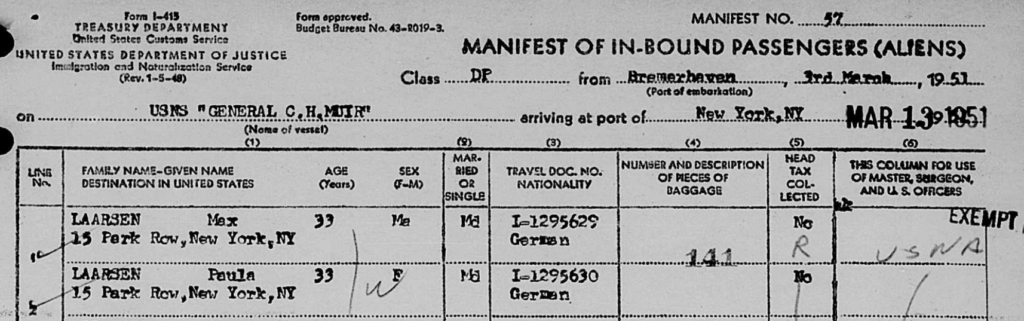 Form I-415
TREASURY DEPARTMENT
United States Customs Service
UNITED STATES DEPARTMENT OF JUSTICE
Immigration and Naturalization Service
(Rev. 1-5-48)
Form approved.
Budget Bureau No. 43-R019-3.
MANIFEST NO. 57
MANIFEST OF IN-BOUND PASSENGERS (ALIENS)
Class DP from Bremerhaven, 3rd March, 1951
(Port of embarkation)
on USNS "GENERAL C.H.MUIR" arriving at port of New York,NY MAR 13 1951
(Name of vessel)
(1) (2) (3) (4) (5) (6)
LINE No. FAMILY NAME–GIVEN NAME DESTINATION IN UNITED STATES AGE (Years) SEX (F-M) MAR-RIED OR SINGLE TRAVEL DOC. NO. NATIONALITY NUMBER AND DESCRIPTION OF PIECES OF BAGGAGE HEAD TAX COL-LECTED THIS COLUMN FOR USE OF MASTER, SURGEON, AND U. S. OFFICERS
LAARSEN Max 33 Ma Md I-1295629 No EXEMPT
15 Park Row,New York,NY German 141 R USNA
LAARSEN Paula 33 F Md I-1295630 No
2 15 Park Row,New York,NY W German